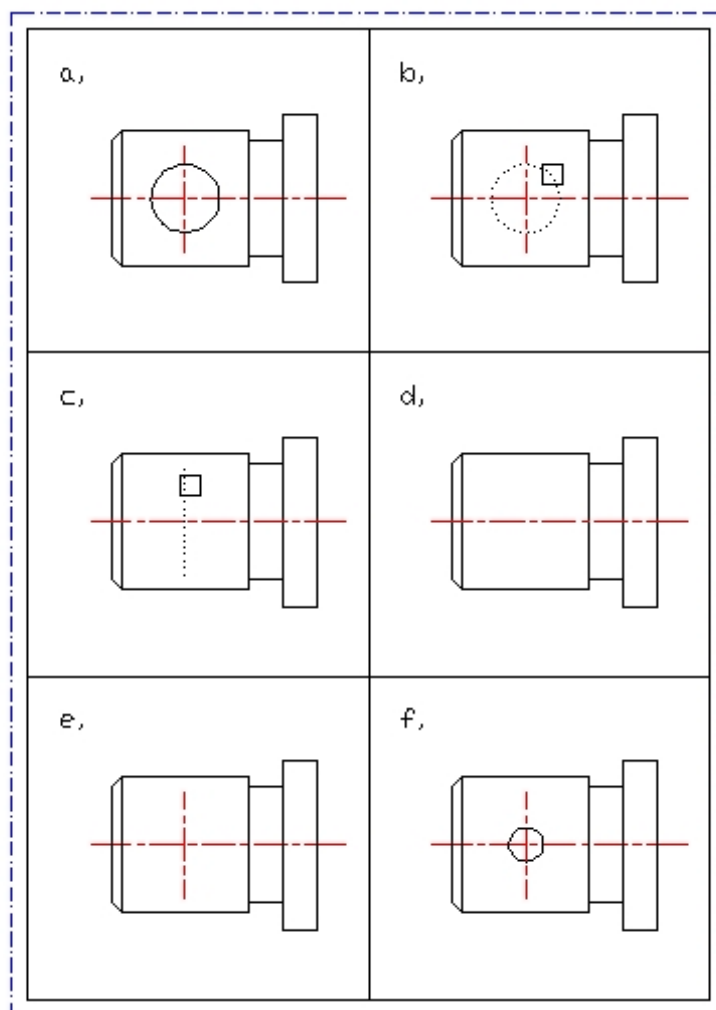 a,
b,
c,
d,
e,
f,